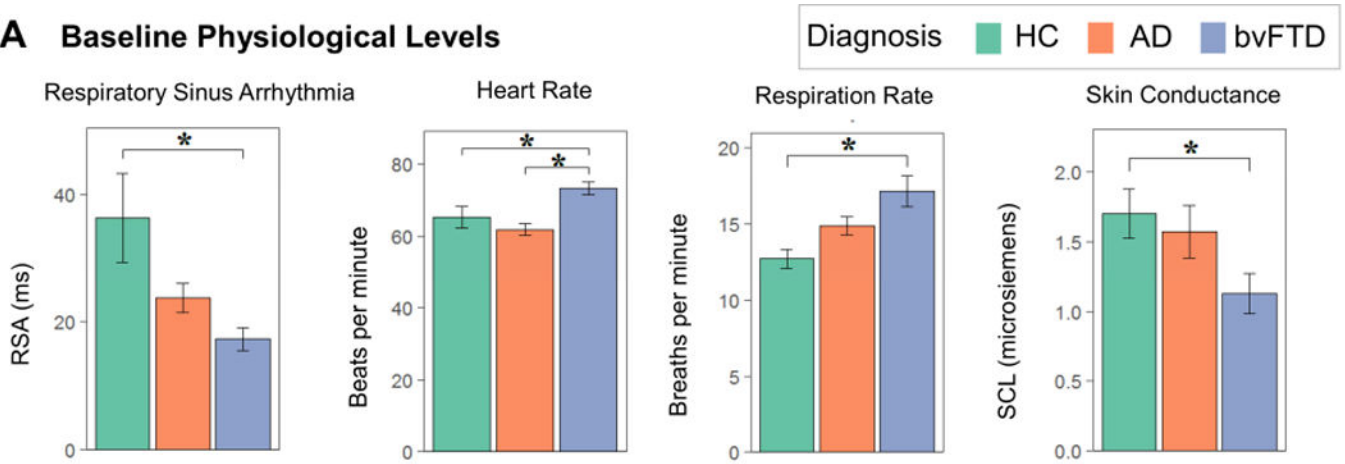 A Baseline Physiological Levels
Diagnosis HC AD bvFTD
Respiratory Sinus Arrhythmia
RSA (ms)
40
20
0
*
Heart Rate
Beats per minute
80
60
40
20
0
*
*
Respiration Rate
Breaths per minute
20
15
10
5
0
*
Skin Conductance
SCL (microsiemens)
2.0
1.5
1.0
0.5
0.0
*